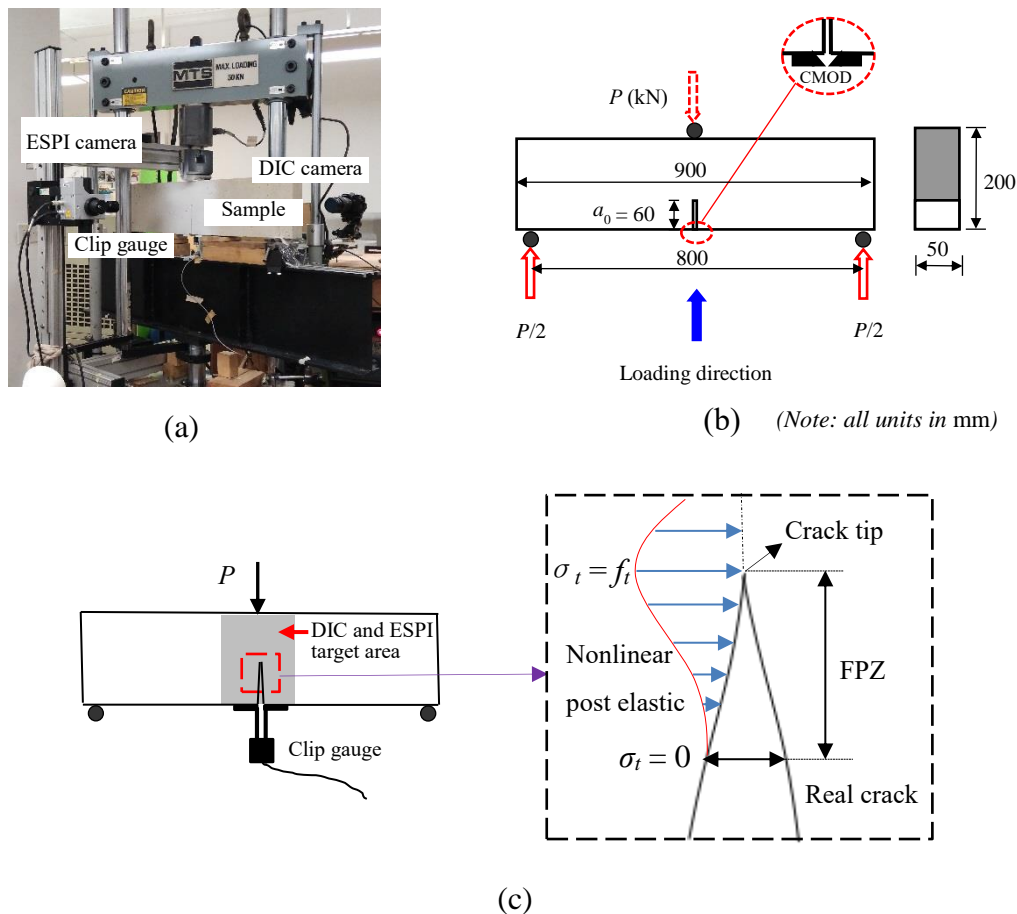 MTS
MAX. LOADING
30 KN
CAUTION
ESPI camera
DIC camera
Sample
Clip gauge
(a)
CMOD
P (kN)
900
a₀ = 60
800
200
50
P/2
P/2
Loading direction
(b)
(Note: all units in mm)
P
DIC and ESPI
target area
Clip gauge
Crack tip
σ t = ft
Nonlinear
post elastic
FPZ
σt = 0
Real crack
(c)